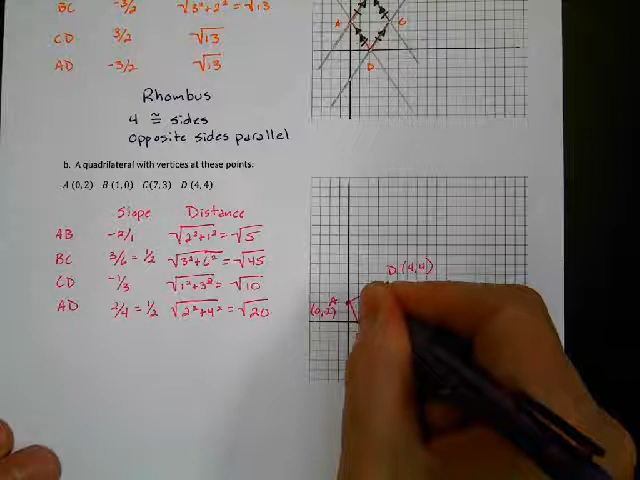 BC -3/2 √3²+2² = √13
CD 3/2 √13
AD -3/2 √13
A C
D
Rhombus
4 ≅ sides
opposite sides parallel
b. A quadrilateral with vertices at these points:
A (0,2) B (1,0) C(7,3) D (4,4)
Slope Distance
AB -2/1 √2²+1² = √5
BC 3/6 = 1/2 √3²+6² = √45
CD -1/3 √1²+3² = √10
AD 2/4 = 1/2 √2²+4² = √20
D (4,4)
A
(0,2)